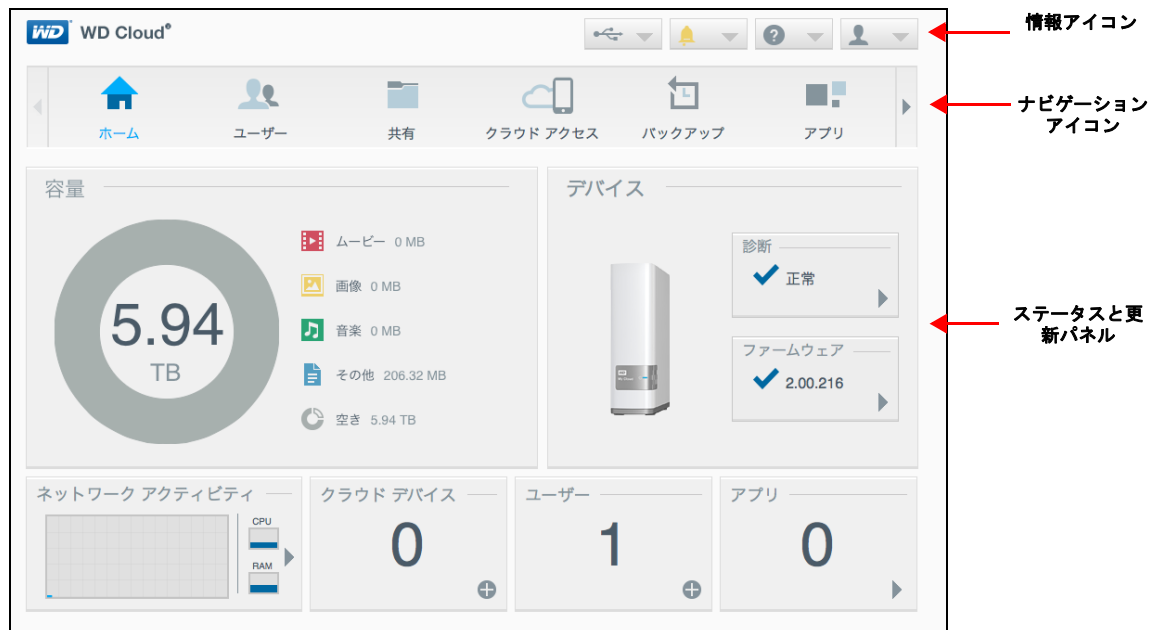 WD WD Cloud®
情報アイコン
ホーム
ユーザー
共有
クラウド アクセス
バックアップ
アプリ
ナビゲーション
アイコン
容量
5.94
TB
ムービー 0 MB
画像 0 MB
音楽 0 MB
その他 206.32 MB
空き 5.94 TB
デバイス
診断
正常
ファームウェア
2.00.216
ステータスと更
新パネル
ネットワーク アクティビティ
CPU
RAM
クラウド デバイス
0
ユーザー
1
アプリ
0